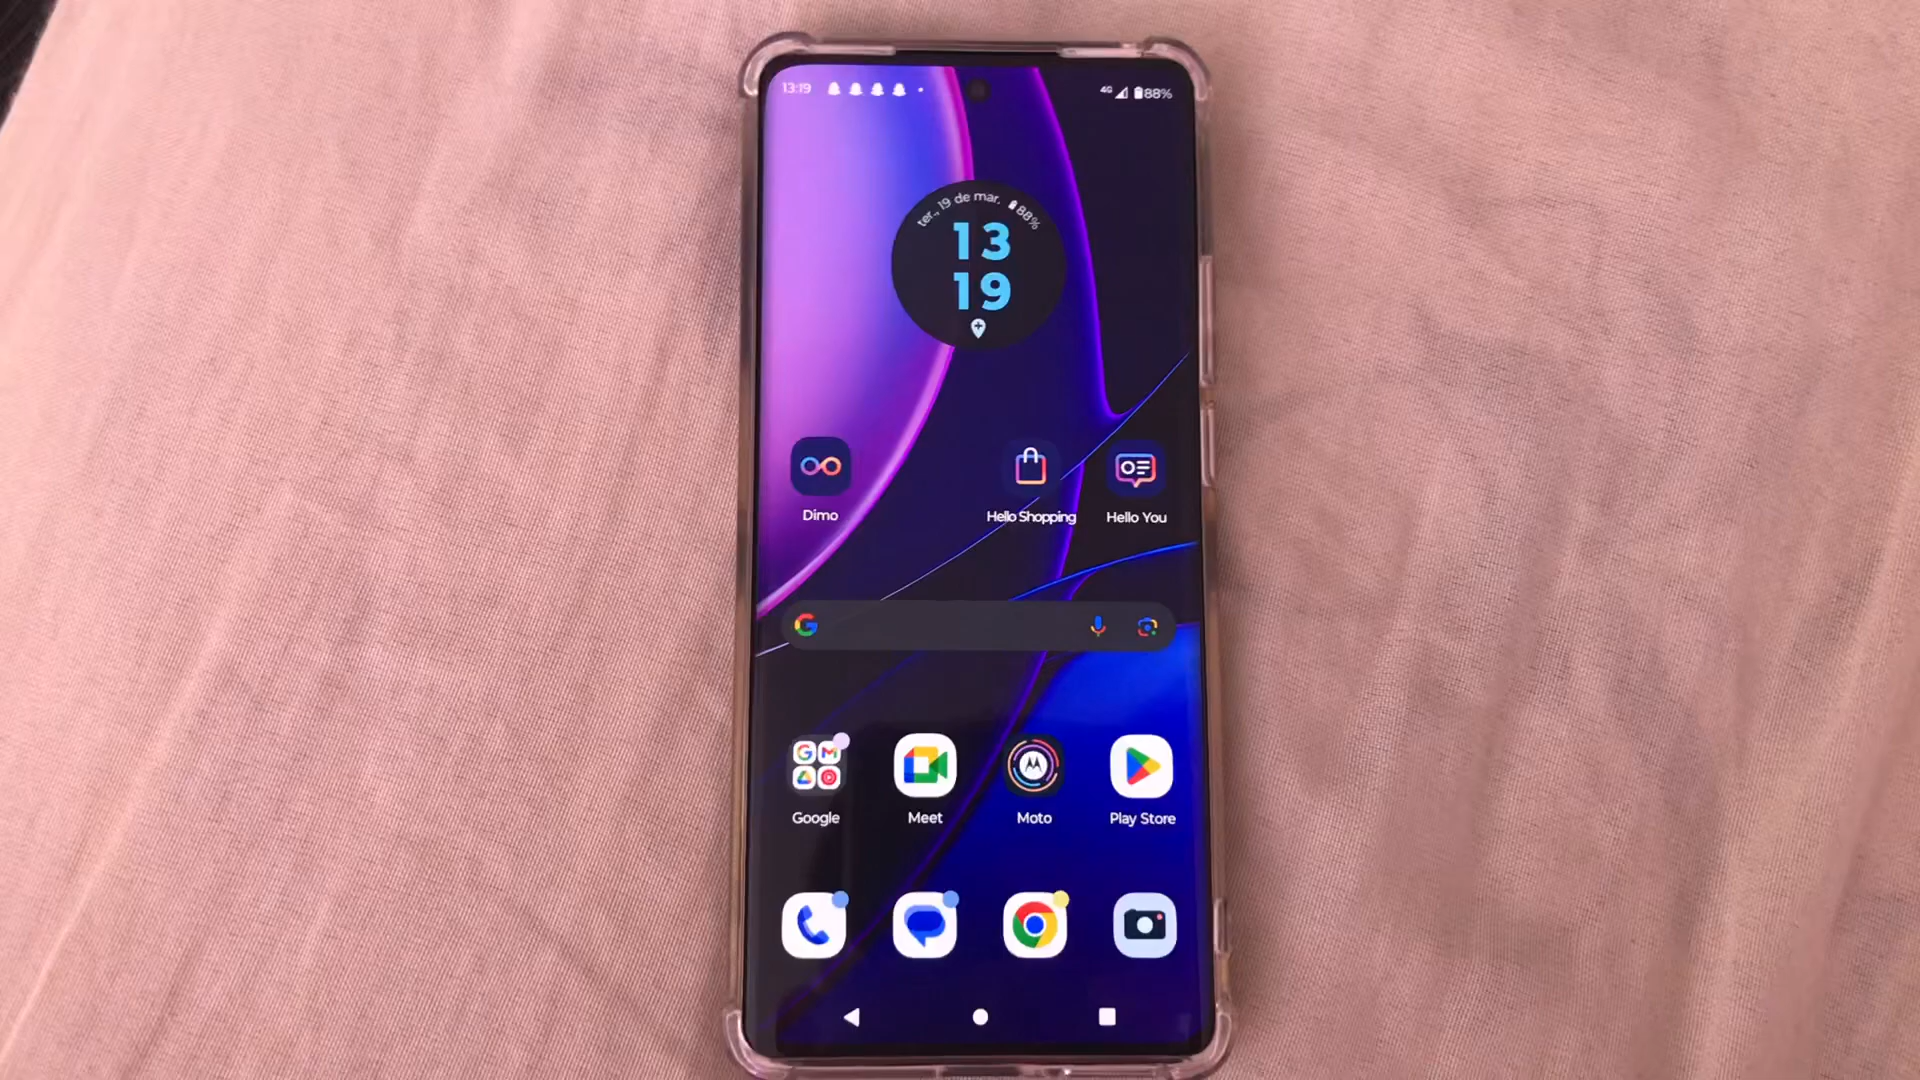 13:19
4G 88%
ter., 19 de mar. 88%
13
19
Dimo
Hello Shopping
Hello You
Google
Meet
Moto
Play Store